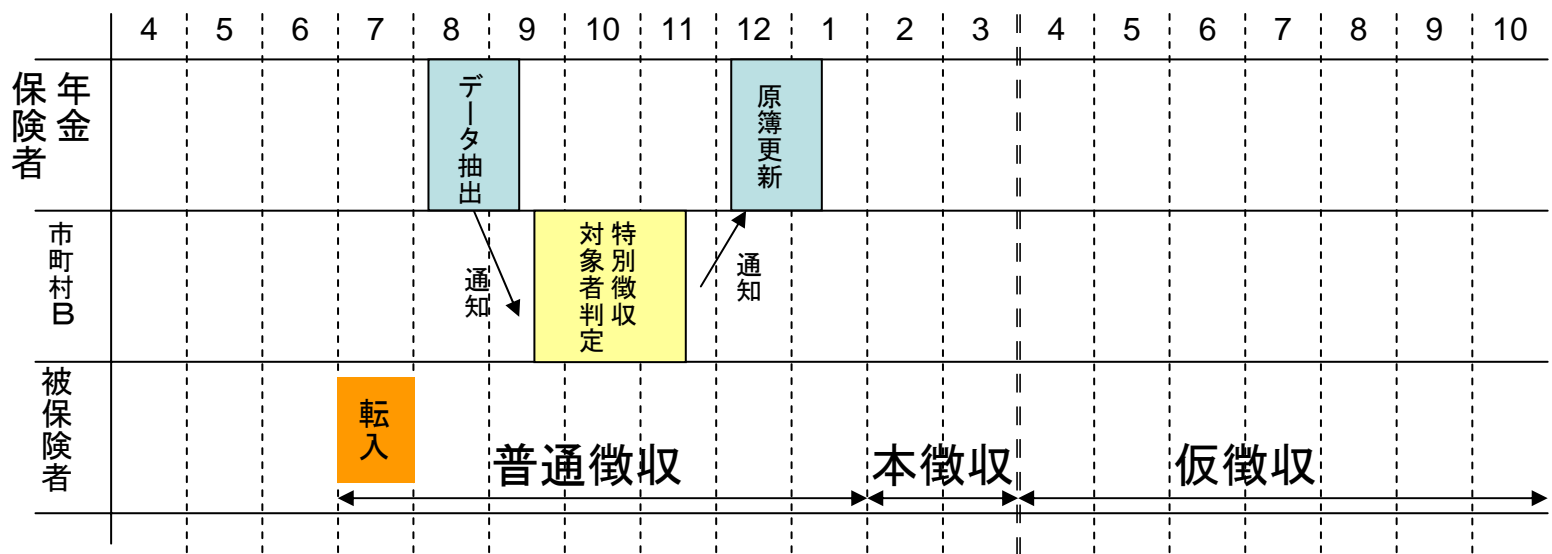 4 5 6 7 8 9 10 11 12 1 2 3 4 5 6 7 8 9 10
年金
保険者
データ抽出
原簿更新
市町村B
通知
特別徴収
対象者判定
通知
被保険者
転入
普通徴収
本徴収
仮徴収